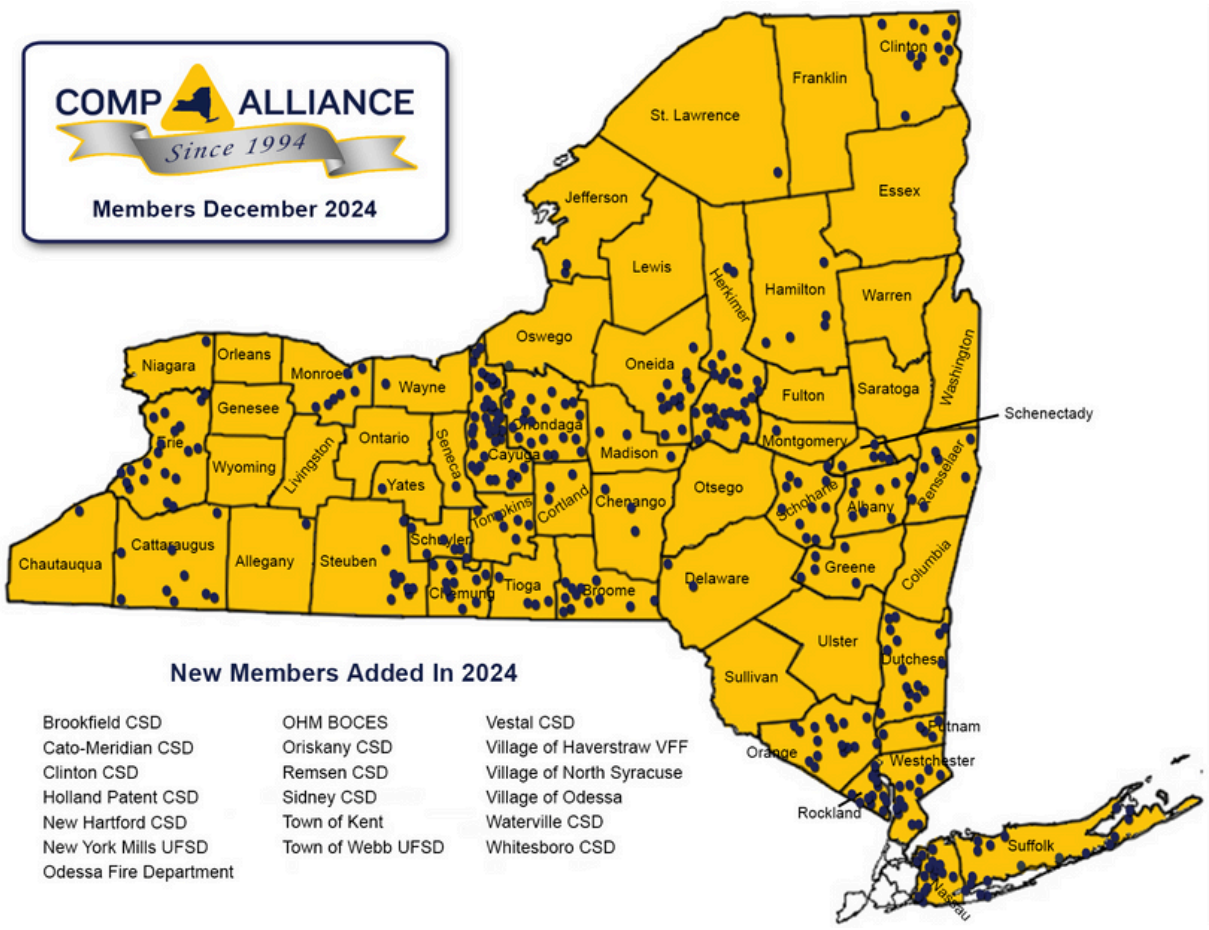 COMP ALLIANCE
Since 1994
Members December 2024
Clinton
Franklin
St. Lawrence
Essex
Jefferson
Lewis
Herkimer
Hamilton
Warren
Washington
Oswego
Oneida
Fulton
Saratoga
Schenectady
Niagara
Orleans
Monroe
Wayne
Genesee
Erie
Wyoming
Livingston
Ontario
Seneca
Yates
Cayuga
Onondaga
Madison
Montgomery
Otsego
Schoharie
Albany
Rensselaer
Chautauqua
Cattaraugus
Allegany
Steuben
Schuyler
Tompkins
Cortland
Chenango
Chemung
Tioga
Broome
Delaware
Greene
Columbia
Ulster
Sullivan
Dutchess
Orange
Putnam
Westchester
Rockland
Suffolk
Nassau
New Members Added In 2024
Brookfield CSD
Cato-Meridian CSD
Clinton CSD
Holland Patent CSD
New Hartford CSD
New York Mills UFSD
Odessa Fire Department
OHM BOCES
Oriskany CSD
Remsen CSD
Sidney CSD
Town of Kent
Town of Webb UFSD
Vestal CSD
Village of Haverstraw VFF
Village of North Syracuse
Village of Odessa
Waterville CSD
Whitesboro CSD